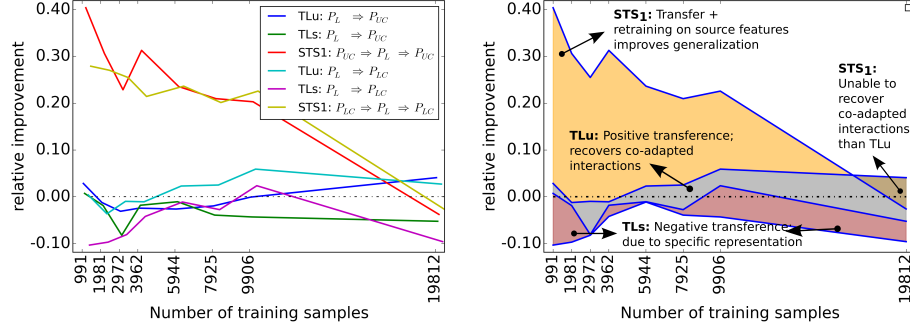 0.40
0.30
0.20
0.10
0.00
-0.10
relative improvement
TLu: P_L ⇒ P_UC
TLs: P_L ⇒ P_UC
STS1: P_UC ⇒ P_L ⇒ P_UC
TLu: P_L ⇒ P_LC
TLs: P_L ⇒ P_LC
STS1: P_LC ⇒ P_L ⇒ P_LC
991
1981
2972
3962
5944
7925
9906
19812
Number of training samples
0.40
0.30
0.20
0.10
0.00
-0.10
relative improvement
STS1: Transfer +
retraining on source features
improves generalization
STS1:
Unable to
recover
co-adapted
interactions
than TLu
TLu: Positive transference;
recovers co-adapted
interactions
TLs: Negative transference
due to specific representation
991
1981
2972
3962
5944
7925
9906
19812
Number of training samples